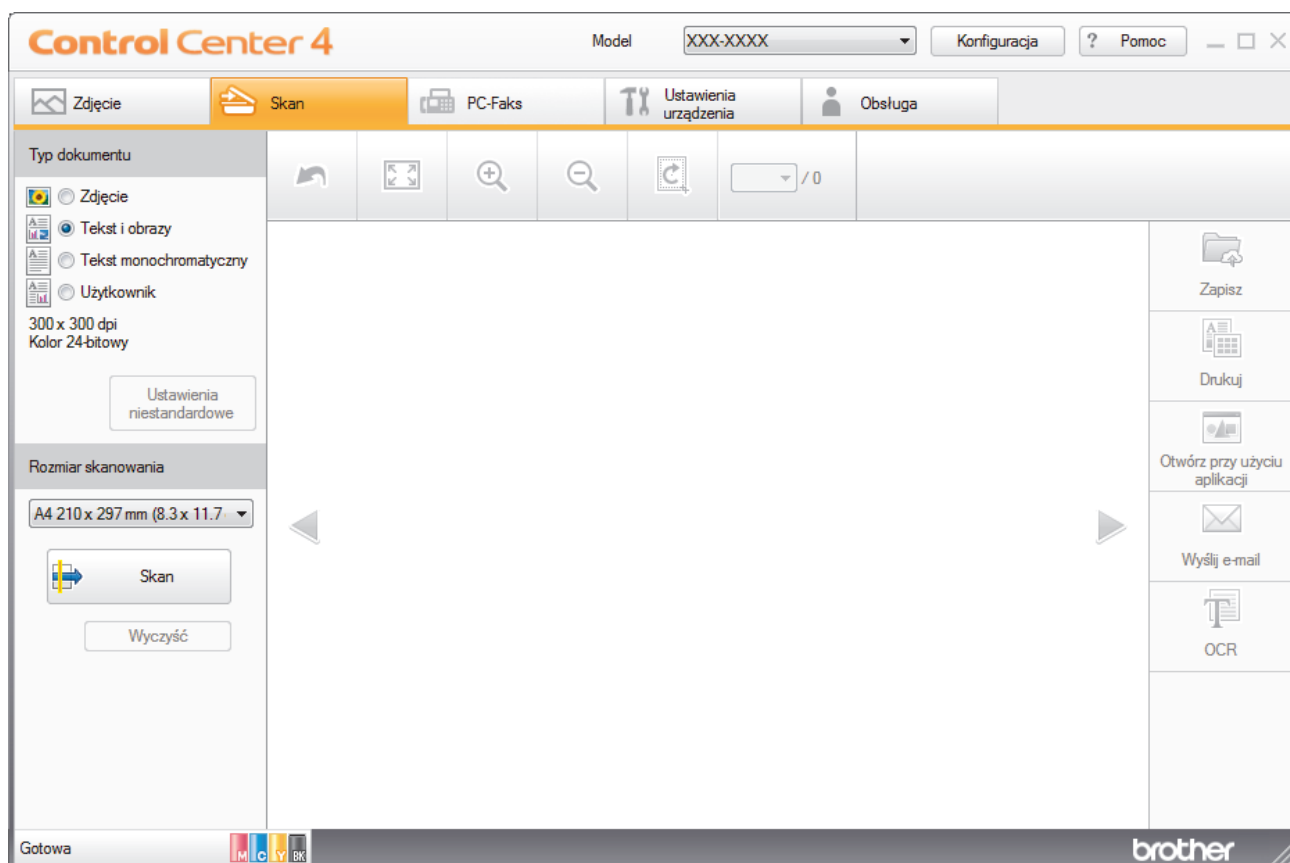 Control Center 4
Model
XXX-XXXX
Konfiguracja
? Pomoc
Zdjęcie
Skan
PC-Faks
Ustawienia
urządzenia
Obsługa
Typ dokumentu
Zdjęcie
Tekst i obrazy
Tekst monochromatyczny
Użytkownik
300 x 300 dpi
Kolor 24-bitowy
Ustawienia
niestandardowe
/ 0
Rozmiar skanowania
A4 210 x 297 mm (8.3 x 11.7
Skan
Wyczyść
Zapisz
Drukuj
Otwórz przy użyciu
aplikacji
Wyślij e-mail
OCR
Gotowa
M C Y BK
brother